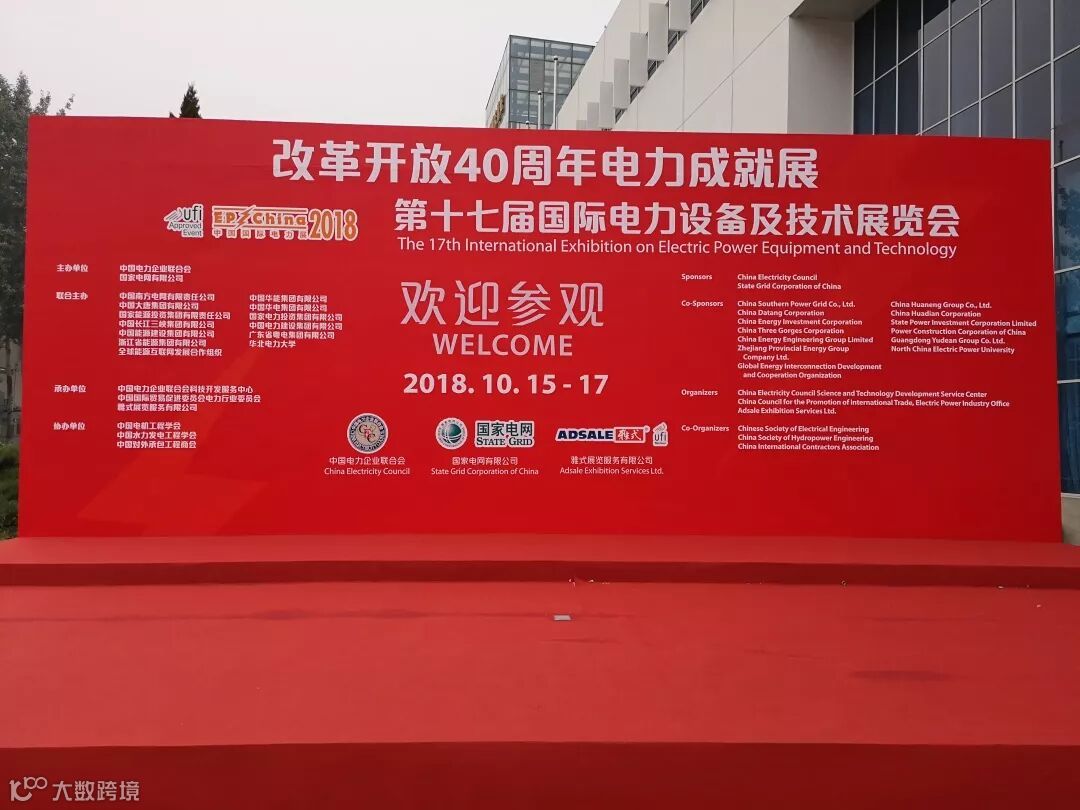 改革开放40周年电力成就展
ufi Approved Event
EP China 2018
中国国际电力展
第十七届国际电力设备及技术展览会
The 17th International Exhibition on Electric Power Equipment and Technology
主办单位
中国电力企业联合会
国家电网有限公司
联合主办
中国南方电网有限责任公司
中国大唐集团有限公司
国家能源投资集团有限责任公司
中国长江三峡集团有限公司
中国能源建设集团有限公司
浙江省能源集团有限公司
全球能源互联网发展合作组织
中国华能集团有限公司
中国华电集团有限公司
国家电力投资集团有限公司
中国电力建设集团有限公司
广东省粤电集团有限公司
华北电力大学
承办单位
中国电力企业联合会科技开发服务中心
中国国际贸易促进委员会电力行业委员会
雅式展览服务有限公司
协办单位
中国电机工程学会
中国水力发电工程学会
中国对外承包工程商会
欢迎参观
WELCOME
2018. 10. 15 - 17
中国电力企业联合会
China Electricity Council
国家电网
STATE GRID
国家电网有限公司
State Grid Corporation of China
ADSALE 雅式 ufi
雅式展览服务有限公司
Adsale Exhibition Services Ltd.
Sponsors
China Electricity Council
State Grid Corporation of China
Co-Sponsors
China Southern Power Grid Co., Ltd.
China Datang Corporation
China Energy Investment Corporation
China Three Gorges Corporation
China Energy Engineering Group Limited
Zhejiang Provincial Energy Group
Company Ltd.
Global Energy Interconnection Development
and Cooperation Organization
China Huaneng Group Co., Ltd.
China Huadian Corporation
State Power Investment Corporation Limited
Power Construction Corporation of China
Guangdong Yudean Group Co. Ltd.
North China Electric Power University
Organizers
China Electricity Council Science and Technology Development Service Center
China Council for the Promotion of International Trade, Electric Power Industry Office
Adsale Exhibition Services Ltd.
Co-Organizers
Chinese Society of Electrical Engineering
China Society of Hydropower Engineering
China International Contractors Association
大数跨境